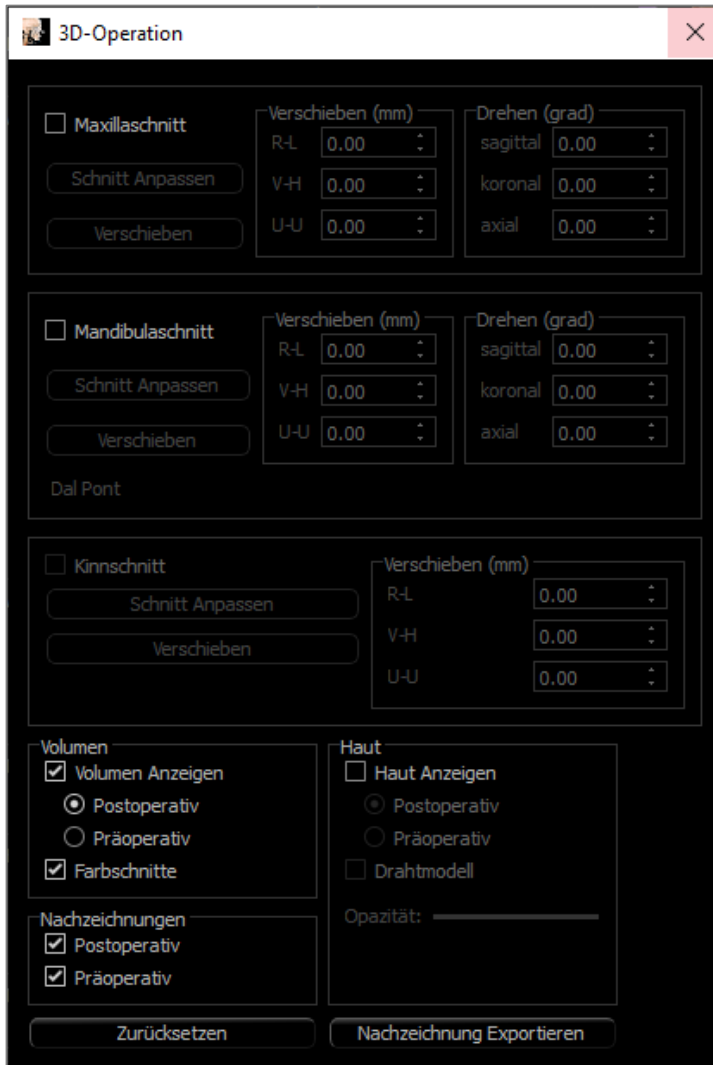 3D-Operation
Maxillaschnitt
Schnitt Anpassen
Verschieben
Verschieben (mm)
R-L 0.00
V-H 0.00
U-U 0.00
Drehen (grad)
sagittal 0.00
koronal 0.00
axial 0.00
Mandibulaschnitt
Schnitt Anpassen
Verschieben
Dal Pont
Verschieben (mm)
R-L 0.00
V-H 0.00
U-U 0.00
Drehen (grad)
sagittal 0.00
koronal 0.00
axial 0.00
Kinnschnitt
Schnitt Anpassen
Verschieben
Verschieben (mm)
R-L 0.00
V-H 0.00
U-U 0.00
Volumen
Volumen Anzeigen
Postoperativ
Präoperativ
Farbschnitte
Nachzeichnungen
Postoperativ
Präoperativ
Haut
Haut Anzeigen
Postoperativ
Präoperativ
Drahtmodell
Opazität:
Zurücksetzen
Nachzeichnung Exportieren